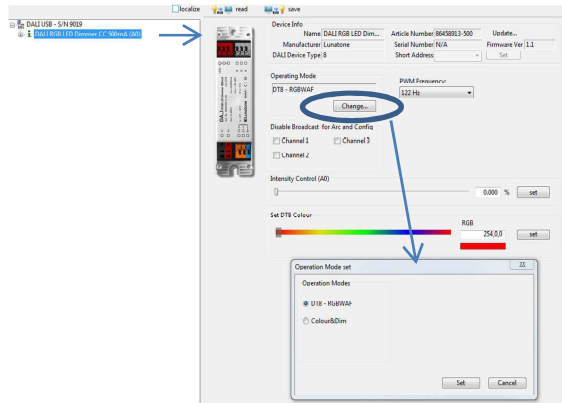 localize read save
DALI USB - S/N 9019
DALI RGB LED Dimmer CC 500mA (A0)
Device Info
Name DALI RGB LED Dim... Article Number 86458913-500 Update...
Manufacturer Lunatone Serial Number N/A Firmware Ver 1.1
DALI Device Type 8 Short Address Set
Operating Mode
DT8 - RGBWAF
PWM Frequency:
122 Hz
Change...
Disable Broadcast for Arc and Config
Channel 1 Channel 3
Channel 2
Intensity Control (A0)
0.000 % set
Set DT8 Colour
RGB
254,0,0 set
Operation Mode set
Operation Modes
DT8 - RGBWAF
Colour&Dim
Set Cancel